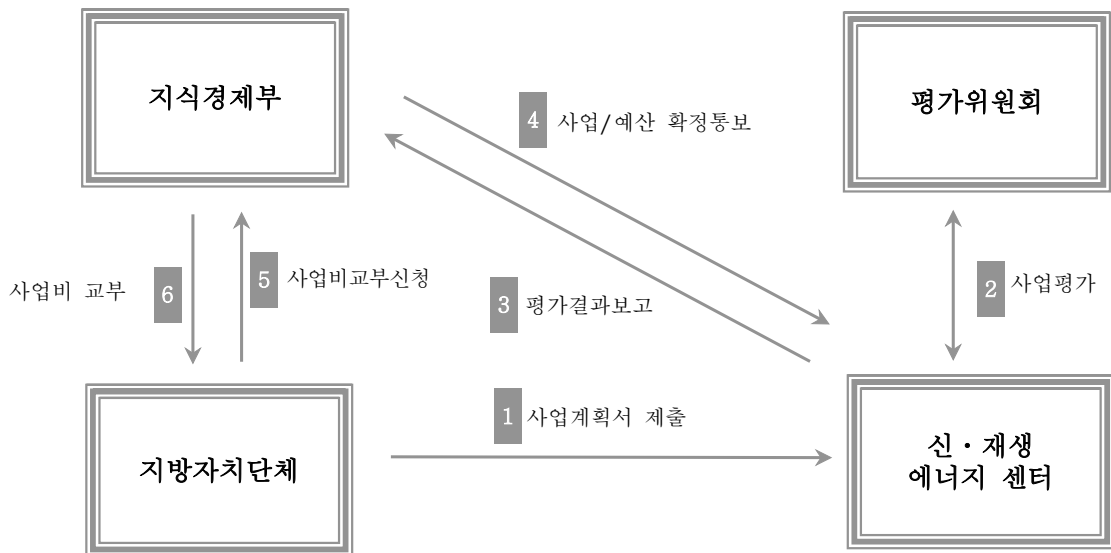 지식경제부
평가위원회
4 사업/예산 확정통보
사업비 교부 6
5 사업비교부신청
3 평가결과보고
2 사업평가
1 사업계획서 제출
지방자치단체
신·재생
에너지 센터